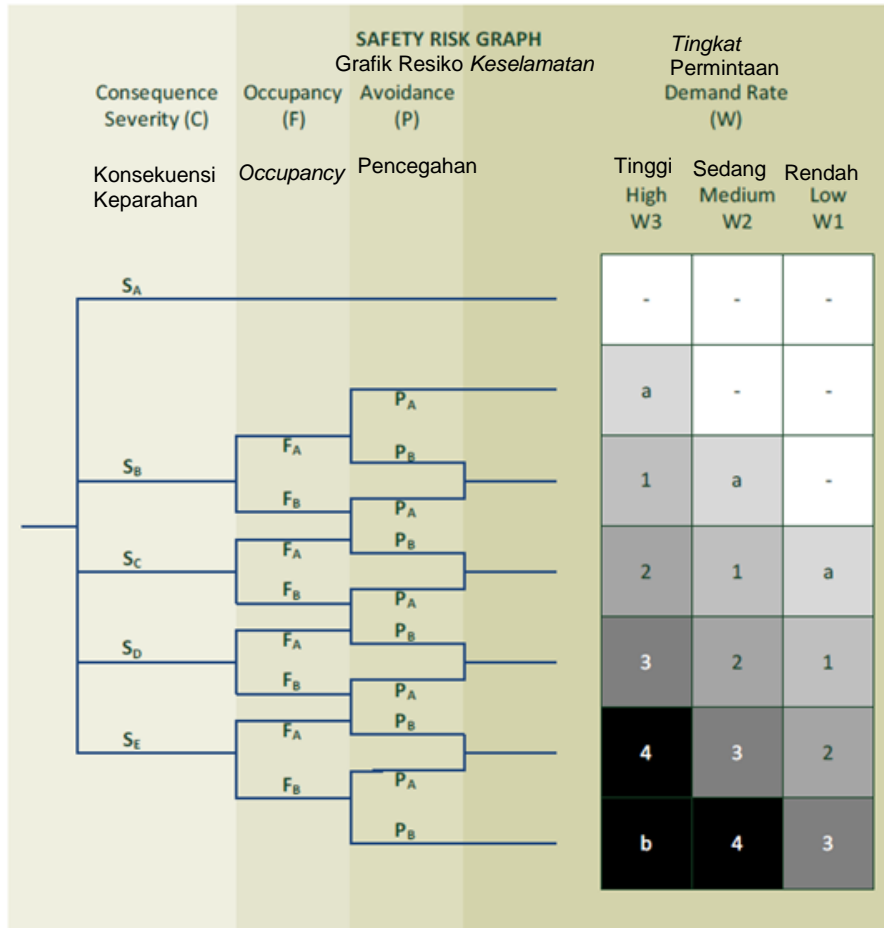 SAFETY RISK GRAPH
Grafik Resiko Keselamatan
Tingkat
Permintaan
Consequence
Severity (C)
Occupancy
(F)
Avoidance
(P)
Demand Rate
(W)
Konsekuensi
Keparahan
Occupancy
Pencegahan
Tinggi
High
W3
Sedang
Medium
W2
Rendah
Low
W1
SA
- - -
PA
a - -
FA
PB
SB
1 a -
FB
PA
FA
PB
SC
2 1 a
FB
PA
FA
PB
SD
3 2 1
FB
PA
FA
PB
SE
4 3 2
FB
PA
PB
b 4 3